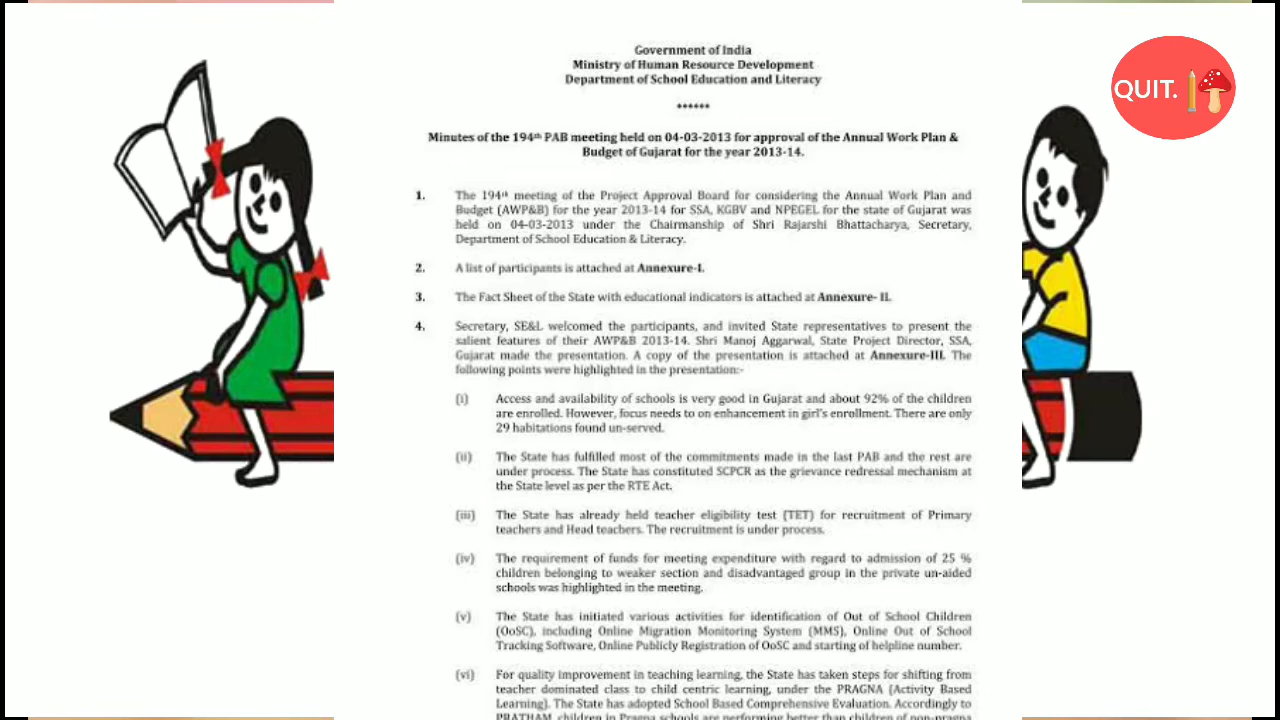 Government of India
Ministry of Human Resource Development
Department of School Education and Literacy
******
Minutes of the 194th PAB meeting held on 04-03-2013 for approval of the Annual Work Plan &
Budget of Gujarat for the year 2013-14.
1. The 194th meeting of the Project Approval Board for considering the Annual Work Plan and
Budget (AWP&B) for the year 2013-14 for SSA, KGBV and NPEGEL for the state of Gujarat was
held on 04-03-2013 under the Chairmanship of Shri Rajarshi Bhattacharya, Secretary,
Department of School Education & Literacy.
2. A list of participants is attached at Annexure-I.
3. The Fact Sheet of the State with educational indicators is attached at Annexure- II.
4. Secretary, SE&L welcomed the participants, and invited State representatives to present the
salient features of their AWP&B 2013-14. Shri Manoj Aggarwal, State Project Director, SSA,
Gujarat made the presentation. A copy of the presentation is attached at Annexure-III. The
following points were highlighted in the presentation:-
(i) Access and availability of schools is very good in Gujarat and about 92% of the children
are enrolled. However, focus needs to on enhancement in girl's enrollment. There are only
29 habitations found un-served.
(ii) The State has fulfilled most of the commitments made in the last PAB and the rest are
under process. The State has constituted SCPCR as the grievance redressal mechanism at
the State level as per the RTE Act.
(iii) The State has already held teacher eligibility test (TET) for recruitment of Primary
teachers and Head teachers. The recruitment is under process.
(iv) The requirement of funds for meeting expenditure with regard to admission of 25 %
children belonging to weaker section and disadvantaged group in the private un-aided
schools was highlighted in the meeting.
(v) The State has initiated various activities for identification of Out of School Children
(OoSC), including Online Migration Monitoring System (MMS), Online Out of School
Tracking Software, Online Publicly Registration of OoSC and starting of helpline number.
(vi) For quality improvement in teaching learning, the State has taken steps for shifting from
teacher dominated class to child centric learning, under the PRAGNA (Activity Based
Learning). The State has adopted School Based Comprehensive Evaluation. Accordingly to
PRATHAM, children in Pragna schools are performing better than children of non-pragna
QUIT.